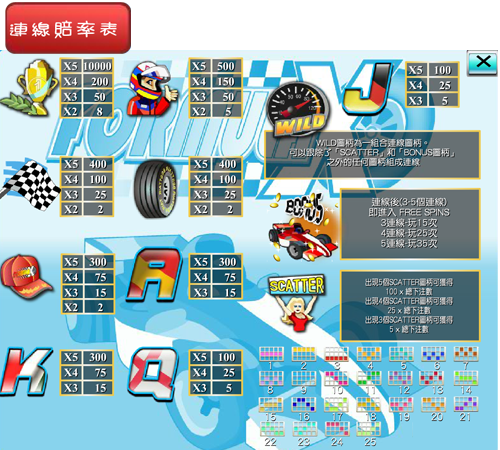 連線賠率表
X
X5 10000
X4 200
X3 50
X2 8
X5 500
X4 150
X3 50
X2 5
WILD
J
X5 100
X4 25
X3 5
FORMULA X
WILD圖柄為一組合連線圖柄。
可以跟除了「SCATTER」和「BONUS圖柄」
之外的任何圖柄組成連線
X5 400
X4 100
X3 25
X2 2
X5 400
X4 100
X3 25
X2 2
BONUS
連線後(3-5個連線)
即進入 FREE SPINS
3連線-玩15次
4連線-玩25次
5連線-玩35次
X5 300
X4 75
X3 15
X2 2
A
X5 300
X4 75
X3 15
SCATTER
出現5個SCATTER圖柄可獲得
100 x 總下注數
出現4個SCATTER圖柄可獲得
25 x 總下注數
出現3個SCATTER圖柄可獲得
5 x 總下注數
K
X5 300
X4 75
X3 15
Q
X5 100
X4 25
X3 5
1 2 3 4 5 6 7
8 9 10 11 12 13 14
15 16 17 18 19 20 21
22 23 24 25